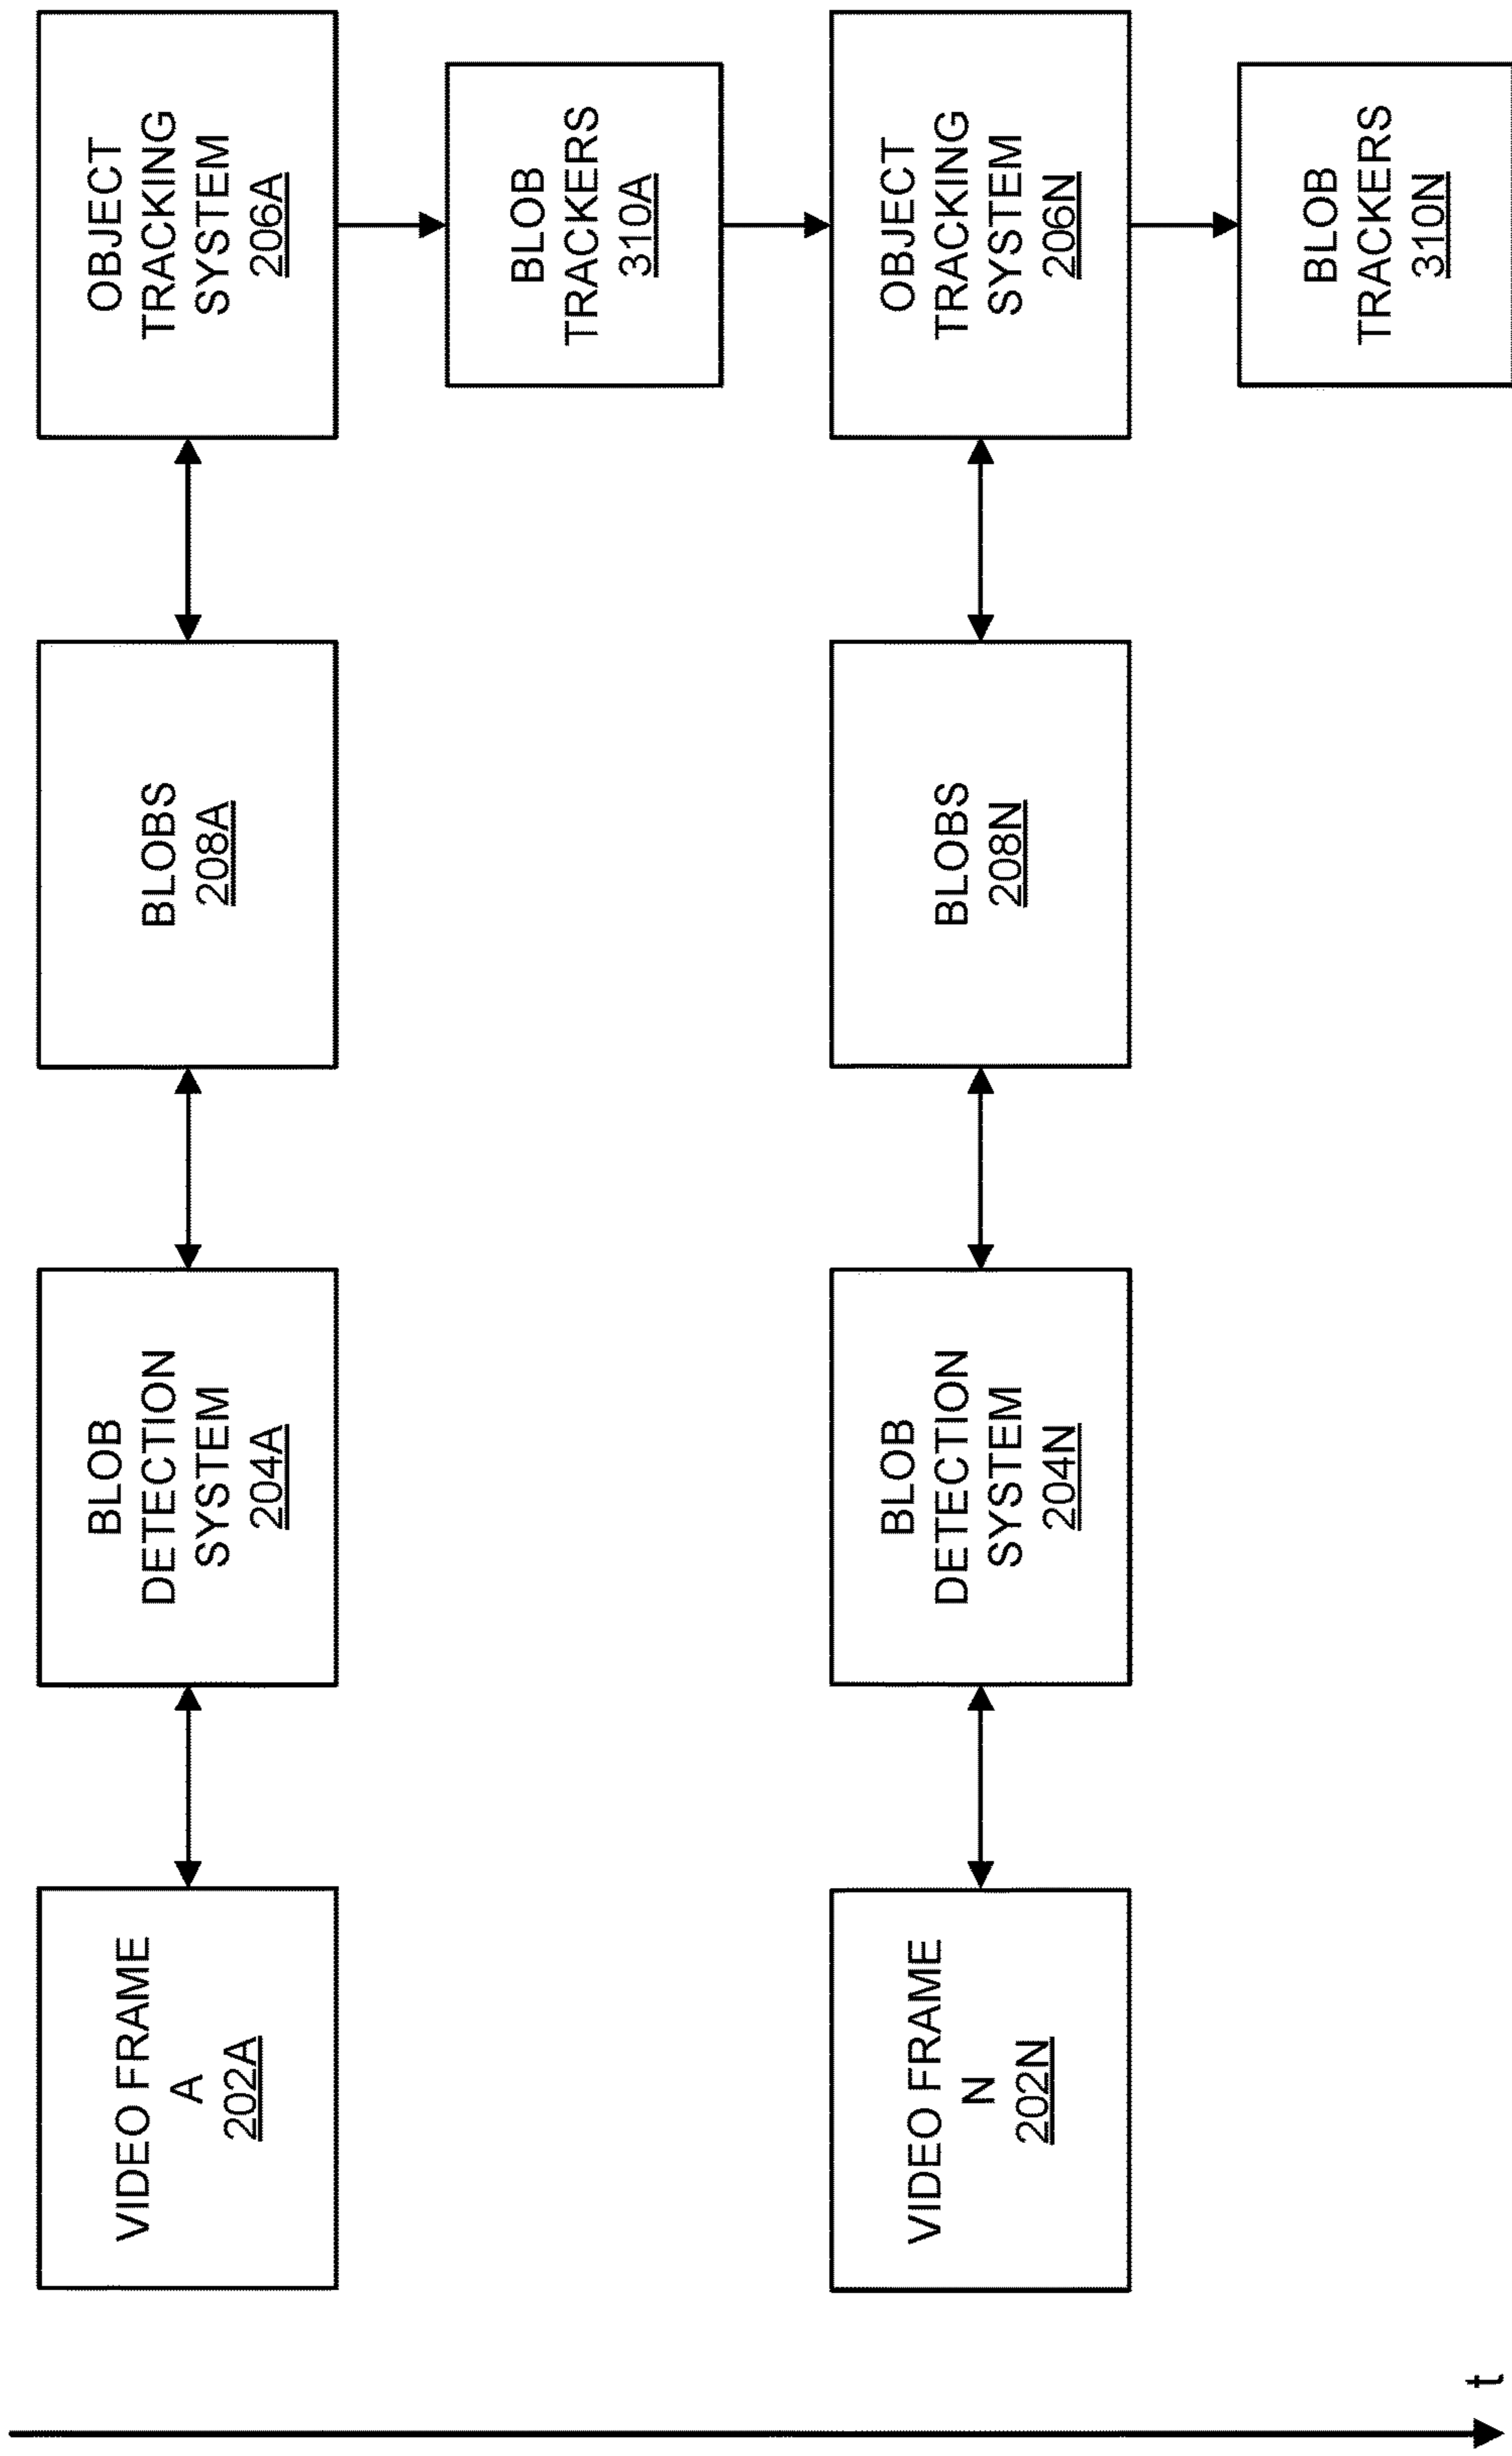 VIDEO FRAME
A
202A
BLOB
DETECTION
SYSTEM
204A
BLOBS
208A
OBJECT
TRACKING
SYSTEM
206A
BLOB
TRACKERS
310A
VIDEO FRAME
N
202N
BLOB
DETECTION
SYSTEM
204N
BLOBS
208N
OBJECT
TRACKING
SYSTEM
206N
BLOB
TRACKERS
310N
t